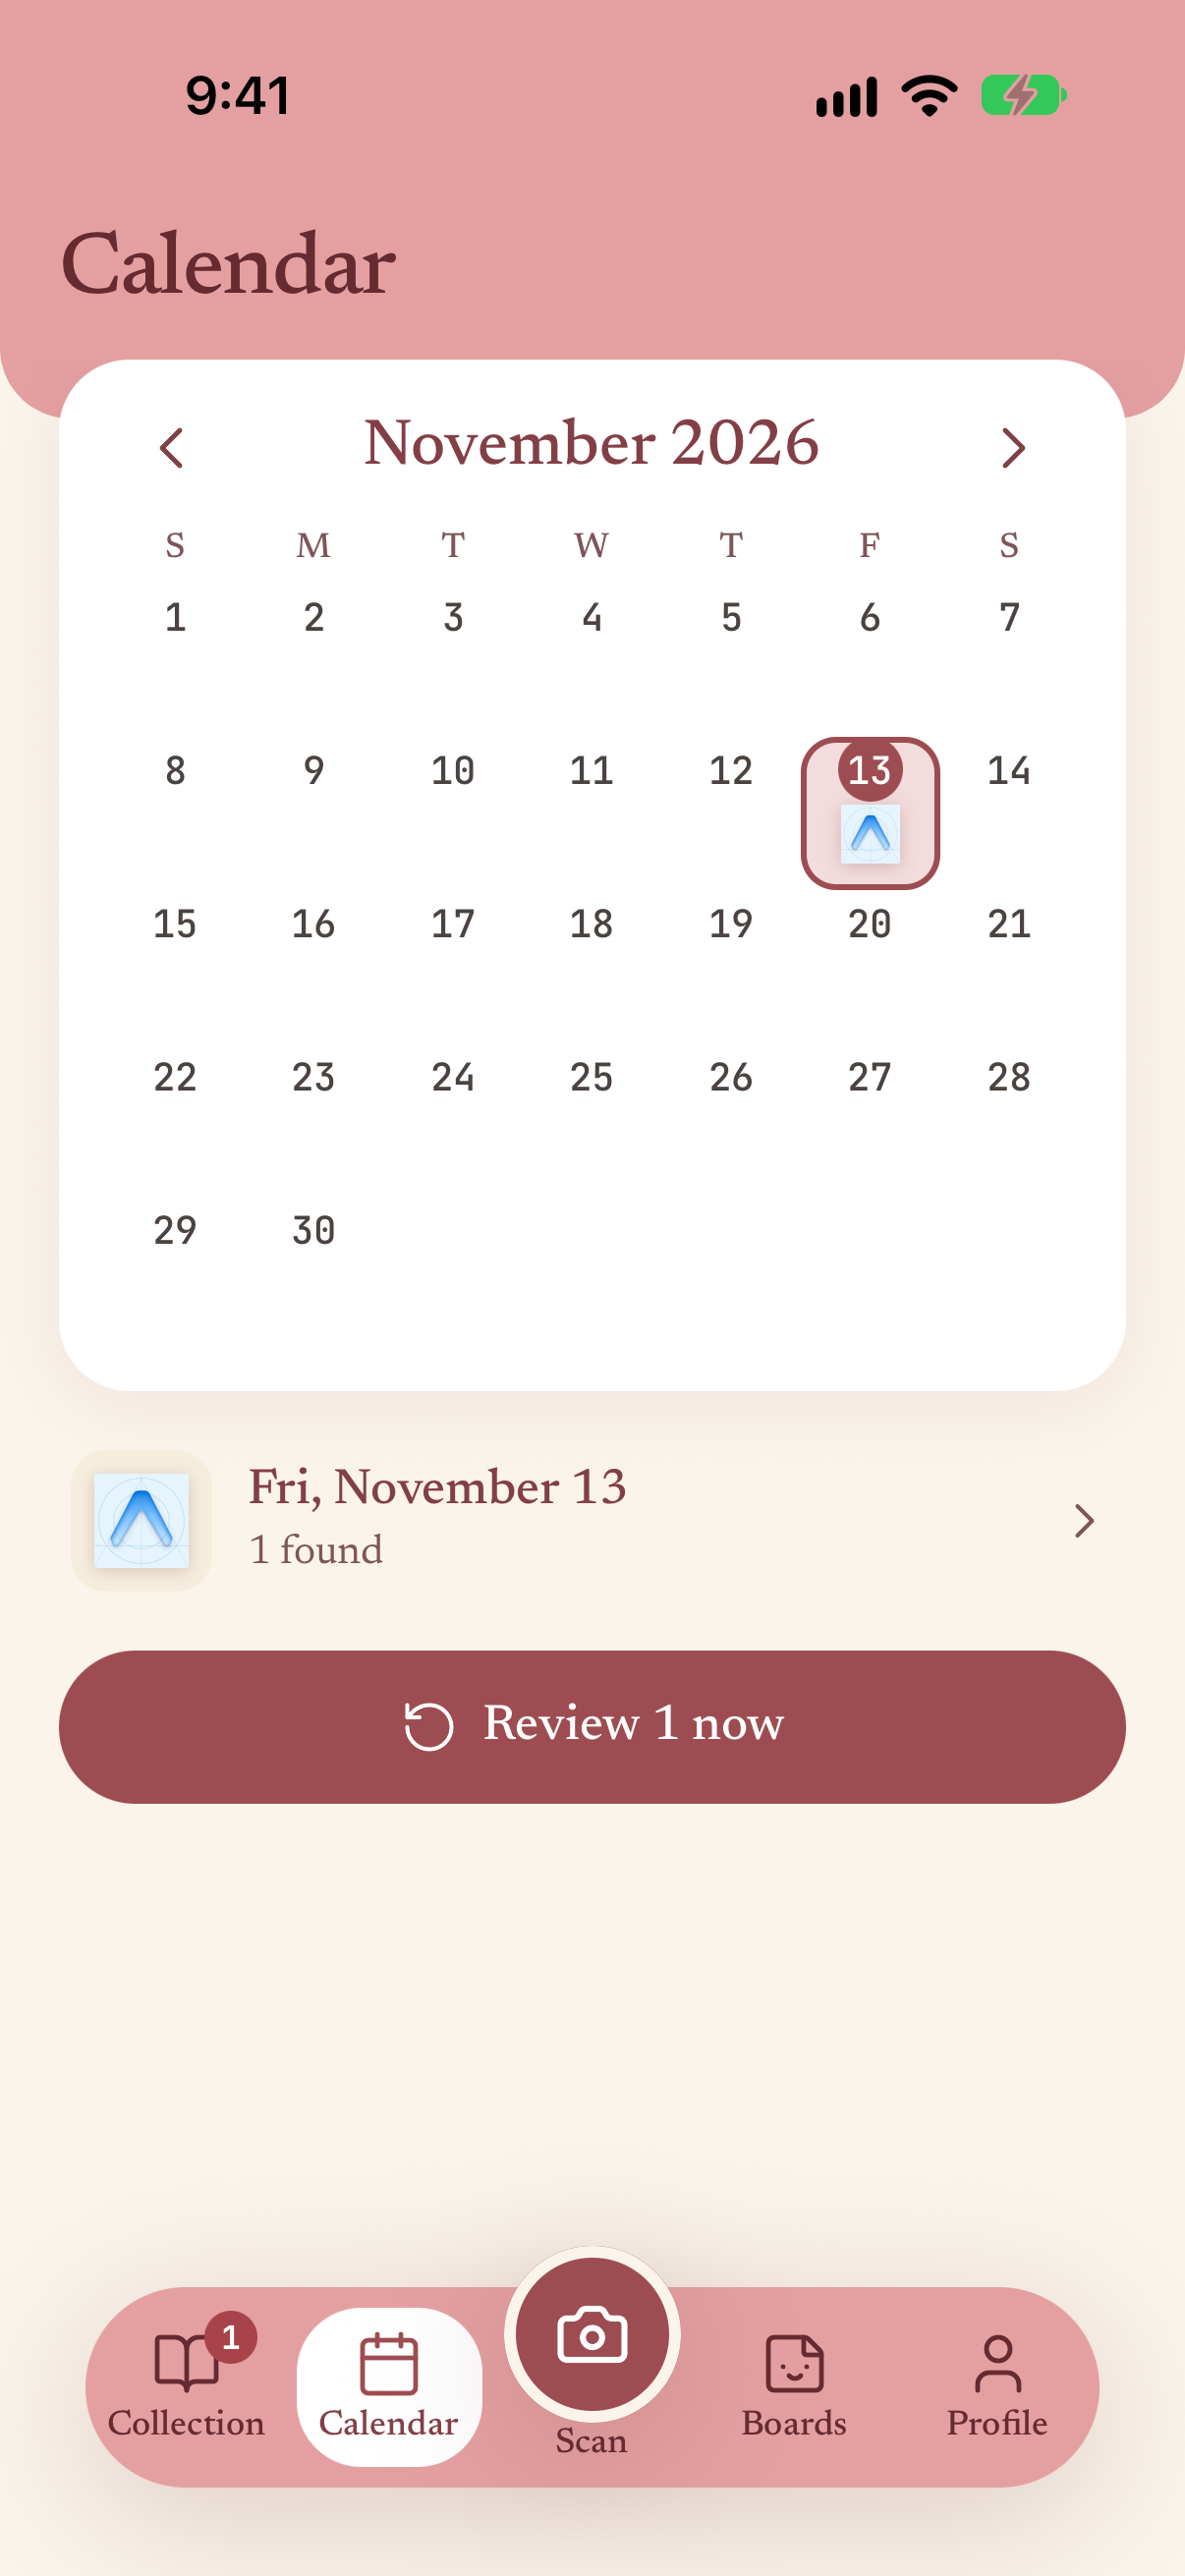 9:41
Calendar
November 2026
S M T W T F S
1 2 3 4 5 6 7
8 9 10 11 12 13 14
15 16 17 18 19 20 21
22 23 24 25 26 27 28
29 30
Fri, November 13
1 found
Review 1 now
1
Collection Calendar Scan Boards Profile